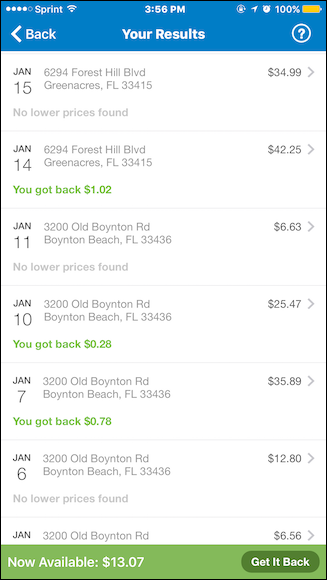 Sprint 3:56 PM 100%
Back Your Results ?
JAN 6294 Forest Hill Blvd $34.99
15 Greenacres, FL 33415
No lower prices found
JAN 6294 Forest Hill Blvd $42.25
14 Greenacres, FL 33415
You got back $1.02
JAN 3200 Old Boynton Rd $6.63
11 Boynton Beach, FL 33436
No lower prices found
JAN 3200 Old Boynton Rd $25.47
10 Boynton Beach, FL 33436
You got back $0.28
JAN 3200 Old Boynton Rd $35.89
7 Boynton Beach, FL 33436
You got back $0.78
JAN 3200 Old Boynton Rd $12.80
6 Boynton Beach, FL 33436
No lower prices found
JAN 3200 Old Boynton Rd $6.56
Now Available: $13.07 Get It Back